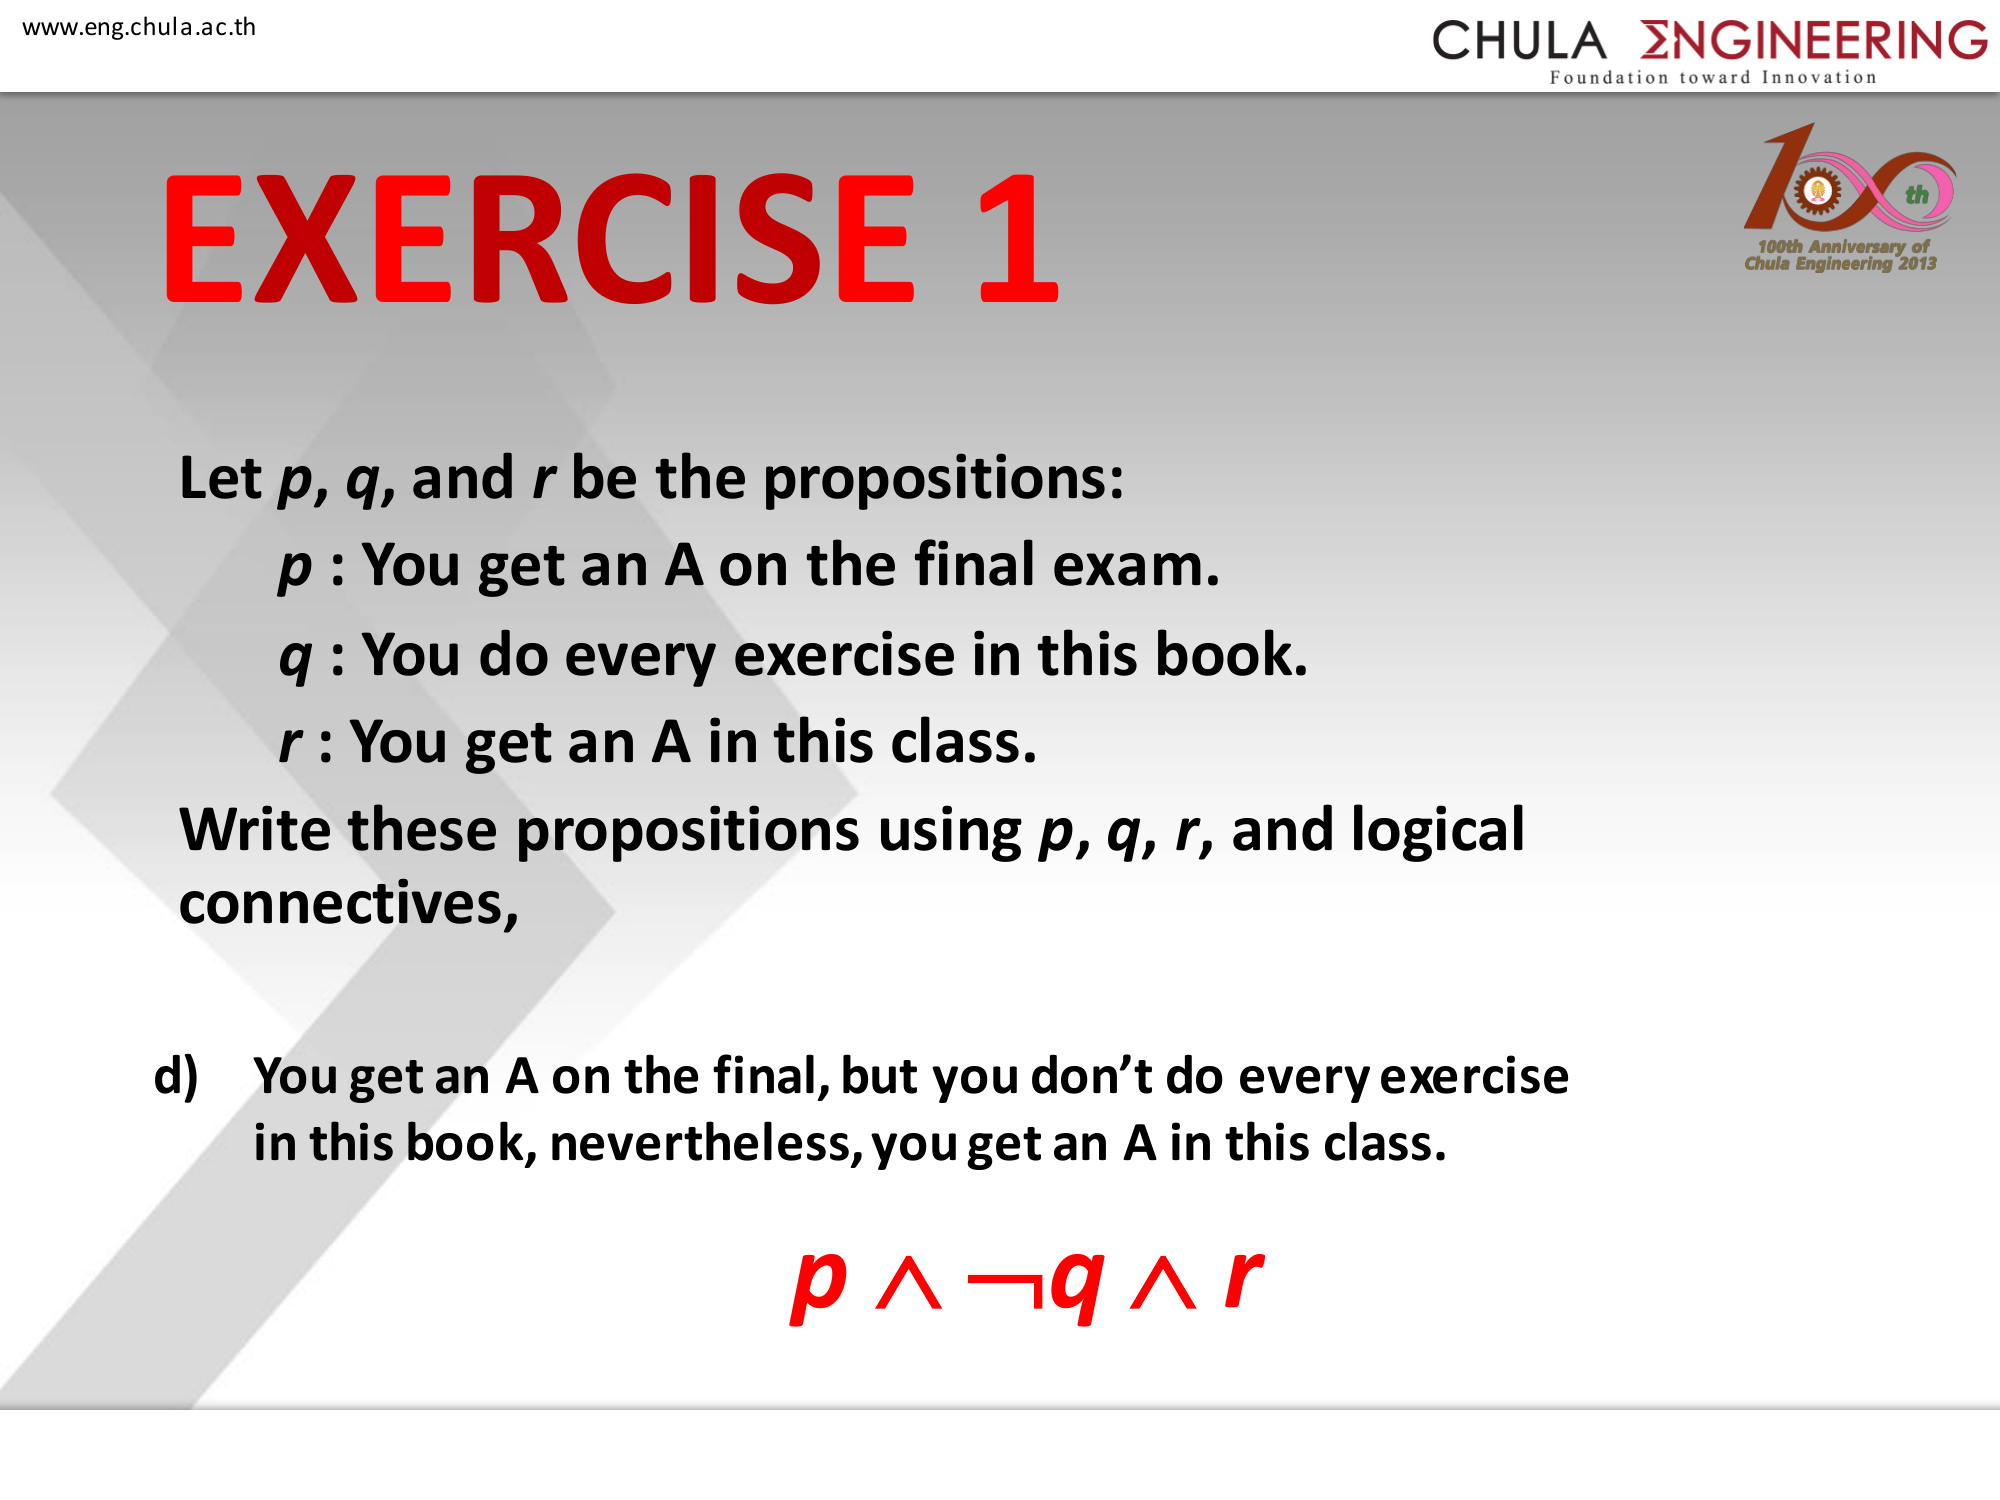 www.eng.chula.ac.th
CHULA ΣNGINEERING
Foundation toward Innovation
100th
100th Anniversary of
Chula Engineering 2013
EXERCISE 1
Let p, q, and r be the propositions:
p : You get an A on the final exam.
q : You do every exercise in this book.
r : You get an A in this class.
Write these propositions using p, q, r, and logical
connectives,
d) You get an A on the final, but you don’t do every exercise
in this book, nevertheless, you get an A in this class.
p ∧ ¬q ∧ r